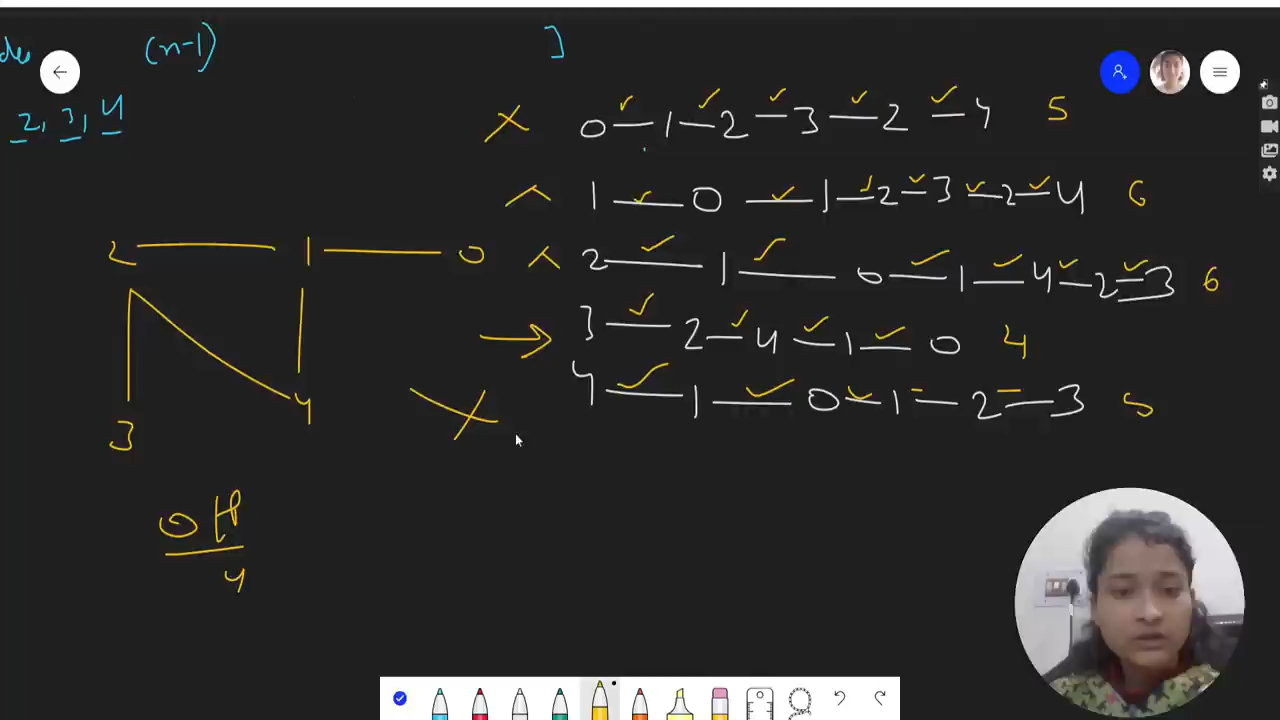 (n-1) ]
2, 3, 4
0 — 1 — 2 — 3 — 2 — 4 5
1 — 0 — 1 — 2 — 3 — 2 — 4 6
2 — 1 — 0 — 1 — 4 — 2 — 3 6
3 — 2 — 4 — 1 — 0 4
4 — 1 — 0 — 1 — 2 — 3 5
2 1 0
3 4
O/P
4